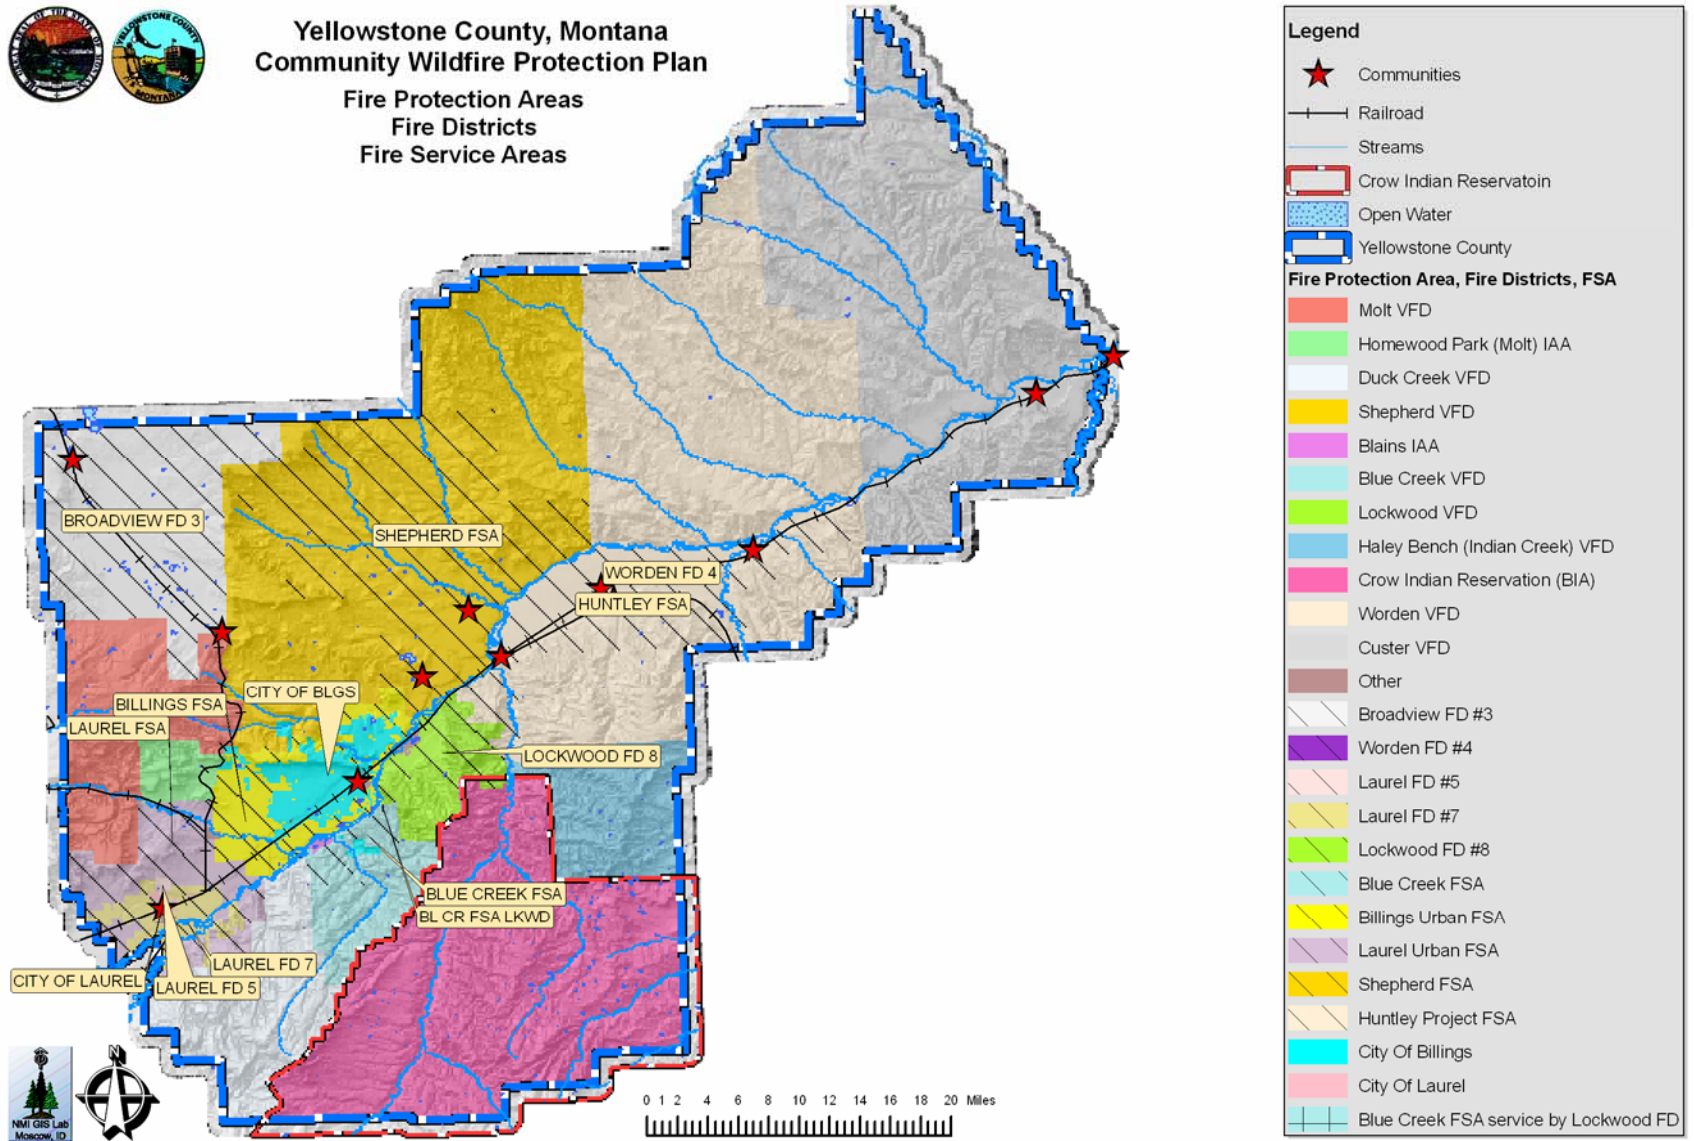 Yellowstone County, Montana
Community Wildfire Protection Plan
Fire Protection Areas
Fire Districts
Fire Service Areas
YELLOWSTONE COUNTY
MONTANA
BROADVIEW FD 3
SHEPHERD FSA
WORDEN FD 4
HUNTLEY FSA
CITY OF BLGS
BILLINGS FSA
LAUREL FSA
LOCKWOOD FD 8
BLUE CREEK FSA
BL CR FSA LKWD
LAUREL FD 7
CITY OF LAUREL
LAUREL FD 5
NMI GIS Lab
Moscow, ID
N
0 1 2 4 6 8 10 12 14 16 18 20 Miles
Legend
Communities
Railroad
Streams
Crow Indian Reservatoin
Open Water
Yellowstone County
Fire Protection Area, Fire Districts, FSA
Molt VFD
Homewood Park (Molt) IAA
Duck Creek VFD
Shepherd VFD
Blains IAA
Blue Creek VFD
Lockwood VFD
Haley Bench (Indian Creek) VFD
Crow Indian Reservation (BIA)
Worden VFD
Custer VFD
Other
Broadview FD #3
Worden FD #4
Laurel FD #5
Laurel FD #7
Lockwood FD #8
Blue Creek FSA
Billings Urban FSA
Laurel Urban FSA
Shepherd FSA
Huntley Project FSA
City Of Billings
City Of Laurel
Blue Creek FSA service by Lockwood FD